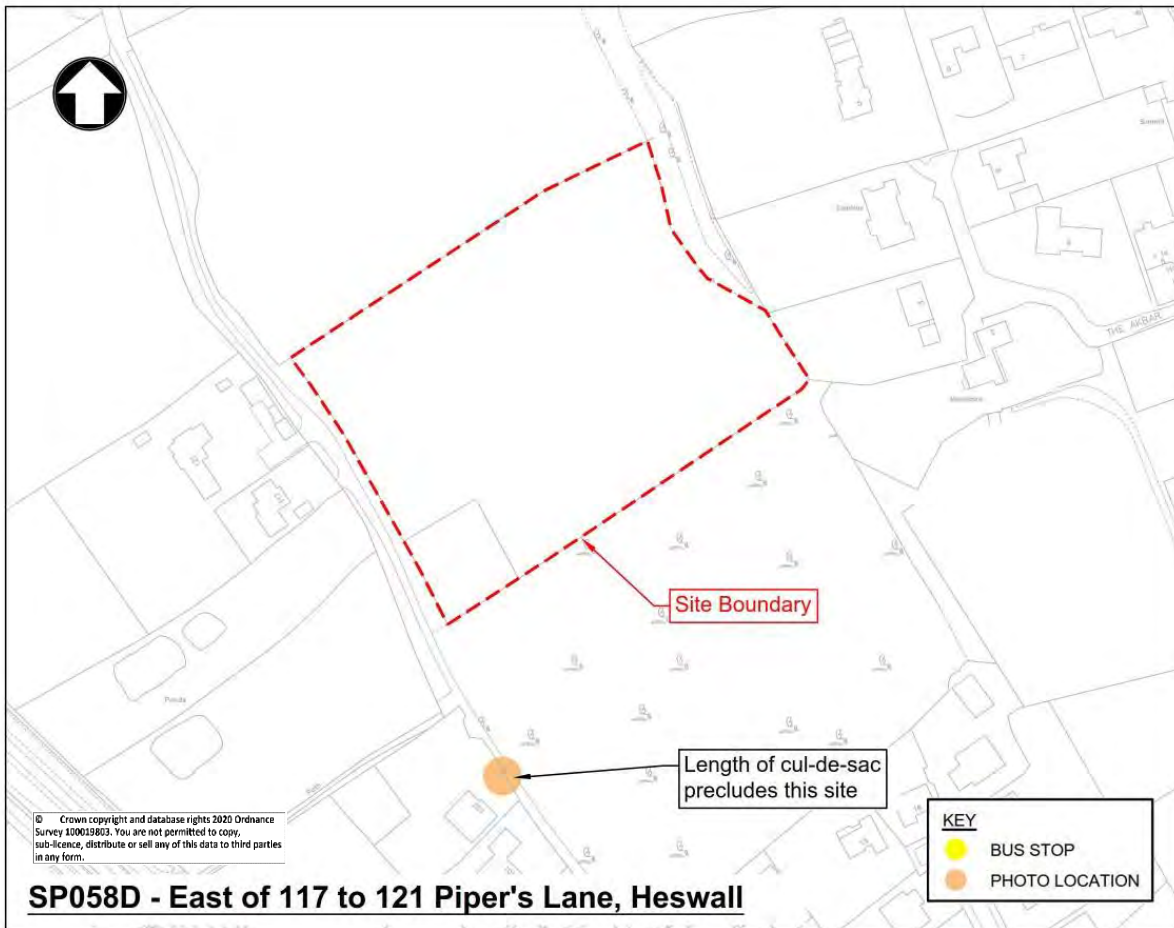 THE AKBAR
Site Boundary
Ponds
Path
Length of cul-de-sac
precludes this site
© Crown copyright and database rights 2020 Ordnance
Survey 100019803. You are not permitted to copy,
sub-licence, distribute or sell any of this data to third parties
in any form.
KEY
BUS STOP
PHOTO LOCATION
SP058D - East of 117 to 121 Piper's Lane, Heswall